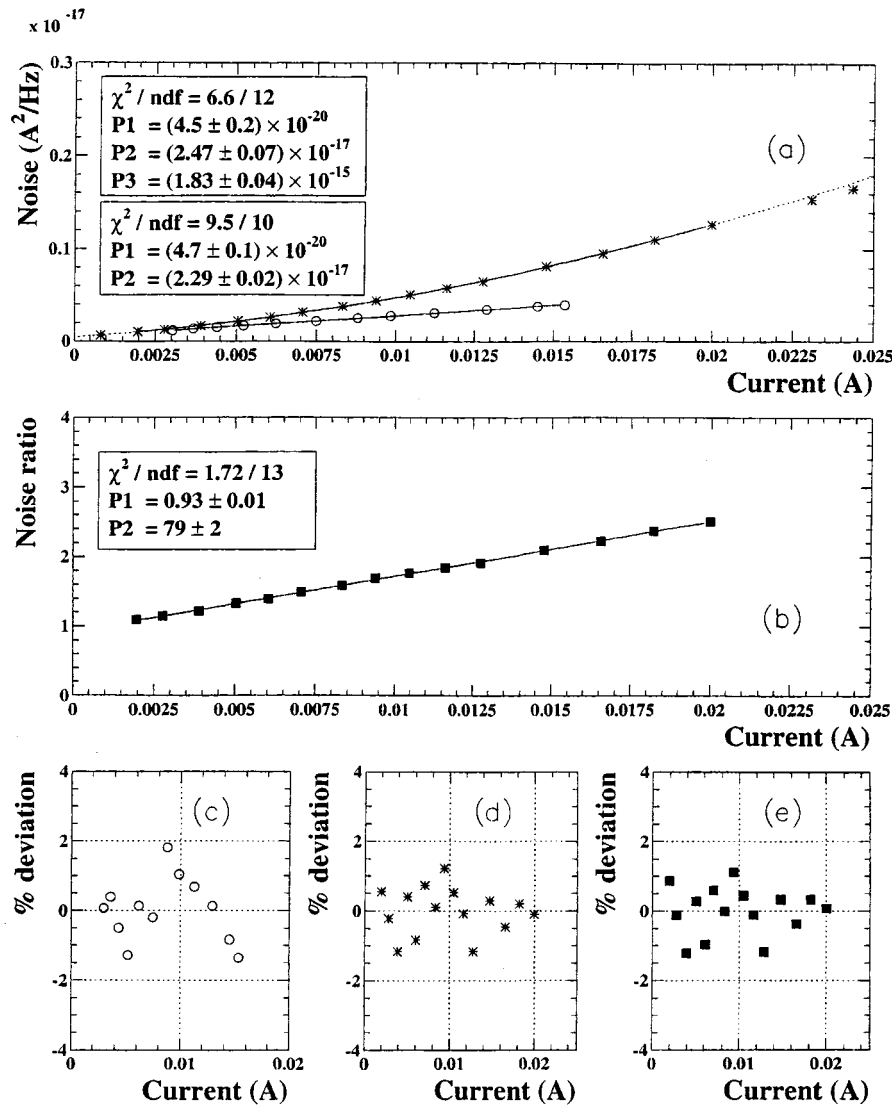 x 10^-17
Noise (A^2/Hz)
0.3
0.2
0.1
0
χ^2 / ndf = 6.6 / 12
P1 = (4.5 ± 0.2) × 10^-20
P2 = (2.47 ± 0.07) × 10^-17
P3 = (1.83 ± 0.04) × 10^-15
χ^2 / ndf = 9.5 / 10
P1 = (4.7 ± 0.1) × 10^-20
P2 = (2.29 ± 0.02) × 10^-17
(a)
0 0.0025 0.005 0.0075 0.01 0.0125 0.015 0.0175 0.02 0.0225 0.025
Current (A)
Noise ratio
4
3
2
1
0
χ^2 / ndf = 1.72 / 13
P1 = 0.93 ± 0.01
P2 = 79 ± 2
(b)
0 0.0025 0.005 0.0075 0.01 0.0125 0.015 0.0175 0.02 0.0225 0.025
Current (A)
% deviation
4
2
0
-2
-4
(c)
0 0.01 0.02
Current (A)
% deviation
4
2
0
-2
-4
(d)
0.01 0.02
Current (A)
% deviation
4
2
0
-2
-4
(e)
0.01 0.02
Current (A)